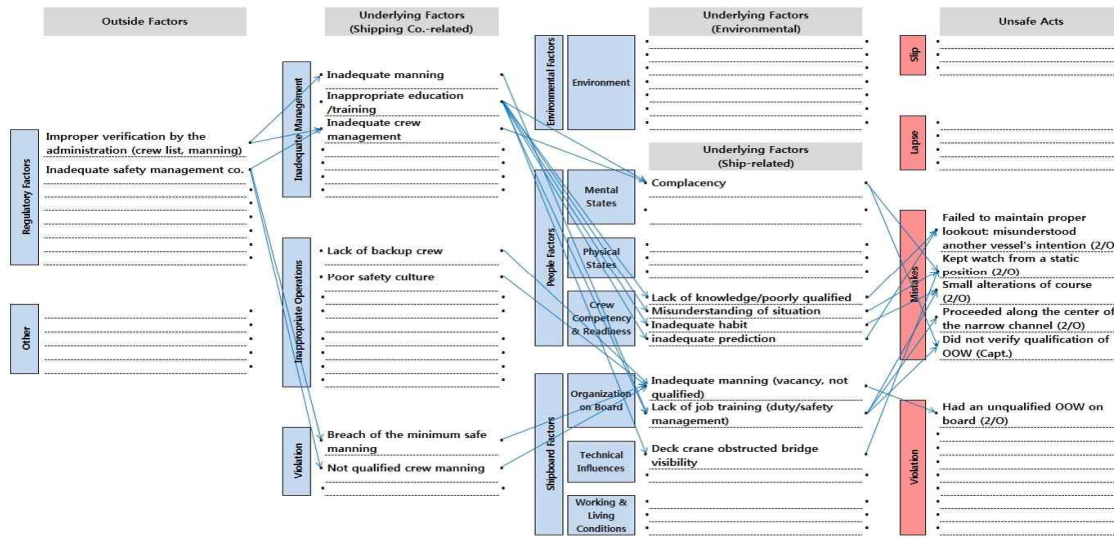 Outside Factors
Regulatory Factors
Improper verification by the
administration (crew list, manning)
Inadequate safety management co.
Other
Underlying Factors
(Shipping Co.-related)
Inadequate Management
Inadequate manning
Inappropriate education
/training
Inadequate crew
management
Inappropriate Operations
Lack of backup crew
Poor safety culture
Violation
Breach of the minimum safe
manning
Not qualified crew manning
Underlying Factors
(Environmental)
Environmental Factors
Environment
Underlying Factors
(Ship-related)
People Factors
Mental
States
Complacency
Physical
States
Crew
Competency
& Readiness
Lack of knowledge/poorly qualified
Misunderstanding of situation
Inadequate habit
inadequate prediction
Shipboard Factors
Organization
on Board
Inadequate manning (vacancy, not
qualified)
Lack of job training (duty/safety
management)
Technical
Influences
Deck crane obstructed bridge
visibility
Working &
Living
Conditions
Unsafe Acts
Slip
Lapse
Mistakes
Failed to maintain proper
lookout: misunderstood
another vessel's intention (2/O)
Kept watch from a static
position (2/O)
Small alterations of course
(2/O)
Proceeded along the center of
the narrow channel (2/O)
Did not verify qualification of
OOW (Capt.)
Violation
Had an unqualified OOW on
board (2/O)